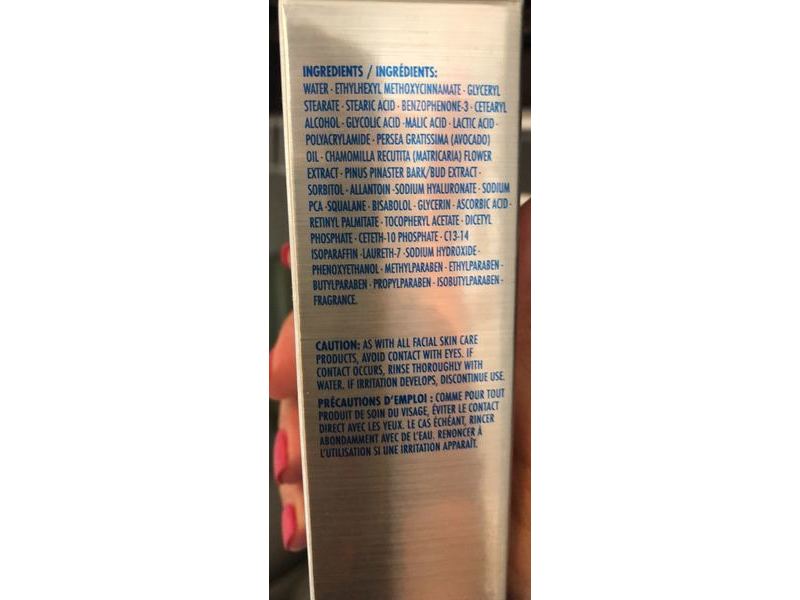 INGREDIENTS / INGRÉDIENTS:
WATER · ETHYLHEXYL METHOXYCINNAMATE · GLYCERYL
STEARATE · STEARIC ACID · BENZOPHENONE-3 · CETEARYL
ALCOHOL · GLYCOLIC ACID · MALIC ACID · LACTIC ACID ·
POLYACRYLAMIDE · PERSEA GRATISSIMA (AVOCADO)
OIL · CHAMOMILLA RECUTITA (MATRICARIA) FLOWER
EXTRACT · PINUS PINASTER BARK/BUD EXTRACT ·
SORBITOL · ALLANTOIN · SODIUM HYALURONATE · SODIUM
PCA · SQUALANE · BISABOLOL · GLYCERIN · ASCORBIC ACID ·
RETINYL PALMITATE · TOCOPHERYL ACETATE · DICETYL
PHOSPHATE · CETETH-10 PHOSPHATE · C13-14
ISOPARAFFIN · LAURETH-7 · SODIUM HYDROXIDE ·
PHENOXYETHANOL · METHYLPARABEN · ETHYLPARABEN ·
BUTYLPARABEN · PROPYLPARABEN · ISOBUTYLPARABEN ·
FRAGRANCE.
CAUTION: AS WITH ALL FACIAL SKIN CARE
PRODUCTS, AVOID CONTACT WITH EYES. IF
CONTACT OCCURS, RINSE THOROUGHLY WITH
WATER. IF IRRITATION DEVELOPS, DISCONTINUE USE.
PRÉCAUTIONS D'EMPLOI : COMME POUR TOUT
PRODUIT DE SOIN DU VISAGE, ÉVITER LE CONTACT
DIRECT AVEC LES YEUX. LE CAS ÉCHÉANT, RINCER
ABONDAMMENT AVEC DE L'EAU. RENONCER À
L'UTILISATION SI UNE IRRITATION APPARAÎT.